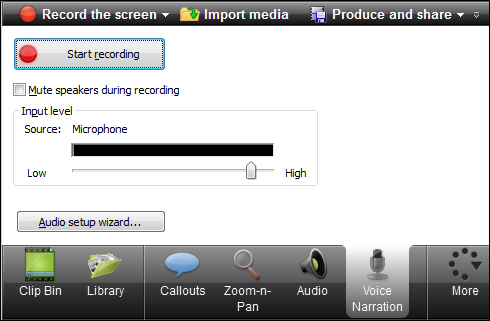 Record the screen Import media Produce and share
Start recording
Mute speakers during recording
Input level
Source: Microphone
Low High
Audio setup wizard...
Clip Bin Library Callouts Zoom-n-Pan Audio Voice Narration More